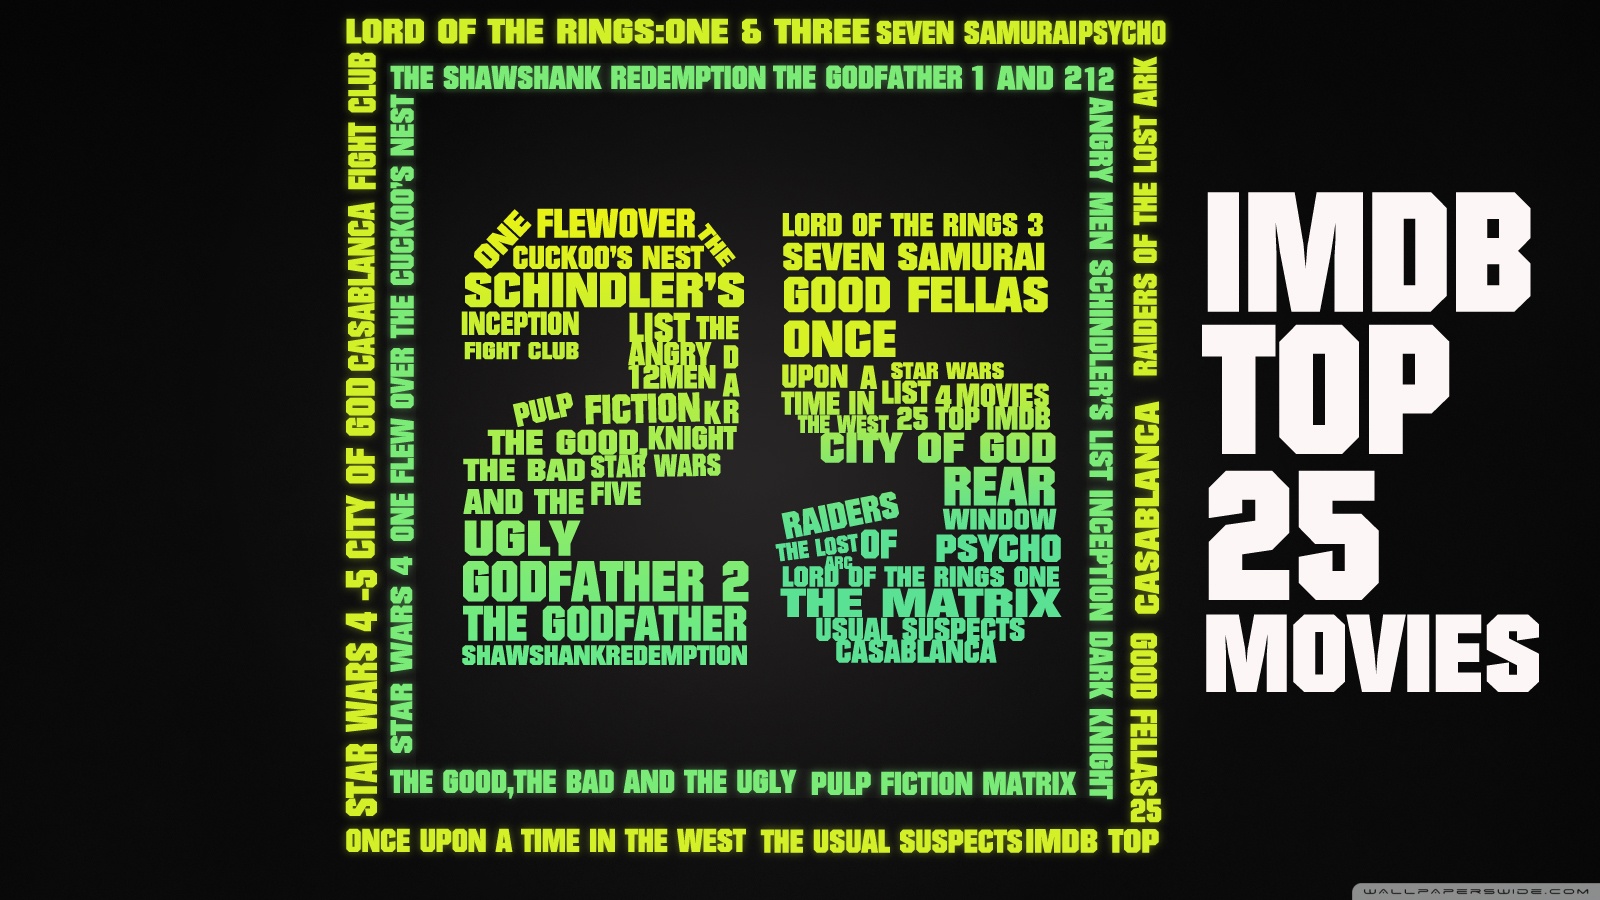 LORD OF THE RINGS:ONE & THREE SEVEN SAMURAI PSYCHO
FIGHT CLUB
CASABLANCA
CITY OF GOD
STAR WARS 4 -5
THE SHAWSHANK REDEMPTION THE GODFATHER 1 AND 2 12
ONE FLEW OVER THE CUCKOO'S NEST
STAR WARS 4
ANGRY MEN SCHINDLER'S LIST INCEPTION DARK KNIGHT
RAIDERS OF THE LOST ARK
CASABLANCA
GOOD FELLAS
25
ONE FLEWOVER THE
CUCKOO'S NEST
SCHINDLER'S
INCEPTION LIST THE
FIGHT CLUB ANGRY D
12MEN A
PULP FICTION K R
THE GOOD, KNIGHT
THE BAD STAR WARS
AND THE FIVE
UGLY
GODFATHER 2
THE GODFATHER
SHAWSHANKREDEMPTION
LORD OF THE RINGS 3
SEVEN SAMURAI
GOOD FELLAS
ONCE
UPON A STAR WARS
TIME IN LIST 4 MOVIES
THE WEST 25 TOP IMDB
CITY OF GOD
REAR
RAIDERS WINDOW
THE LOST OF PSYCHO
ARC
LORD OF THE RINGS ONE
THE MATRIX
USUAL SUSPECTS
CASABLANCA
THE GOOD,THE BAD AND THE UGLY PULP FICTION MATRIX
ONCE UPON A TIME IN THE WEST THE USUAL SUSPECTS IMDB TOP
IMDB
TOP
25
MOVIES
WALLPAPERSWIDE.COM